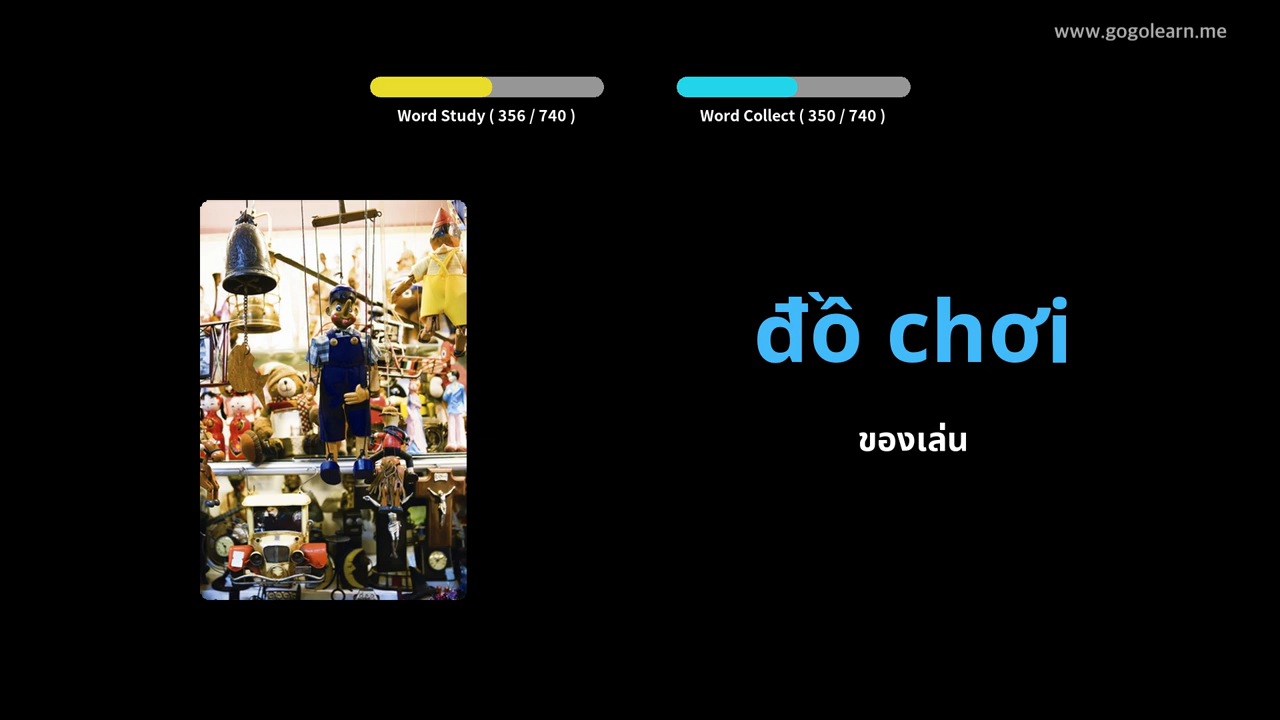 www.gogolearn.me
Word Study ( 356 / 740 )
Word Collect ( 350 / 740 )
đồ chơi
ของเล่น